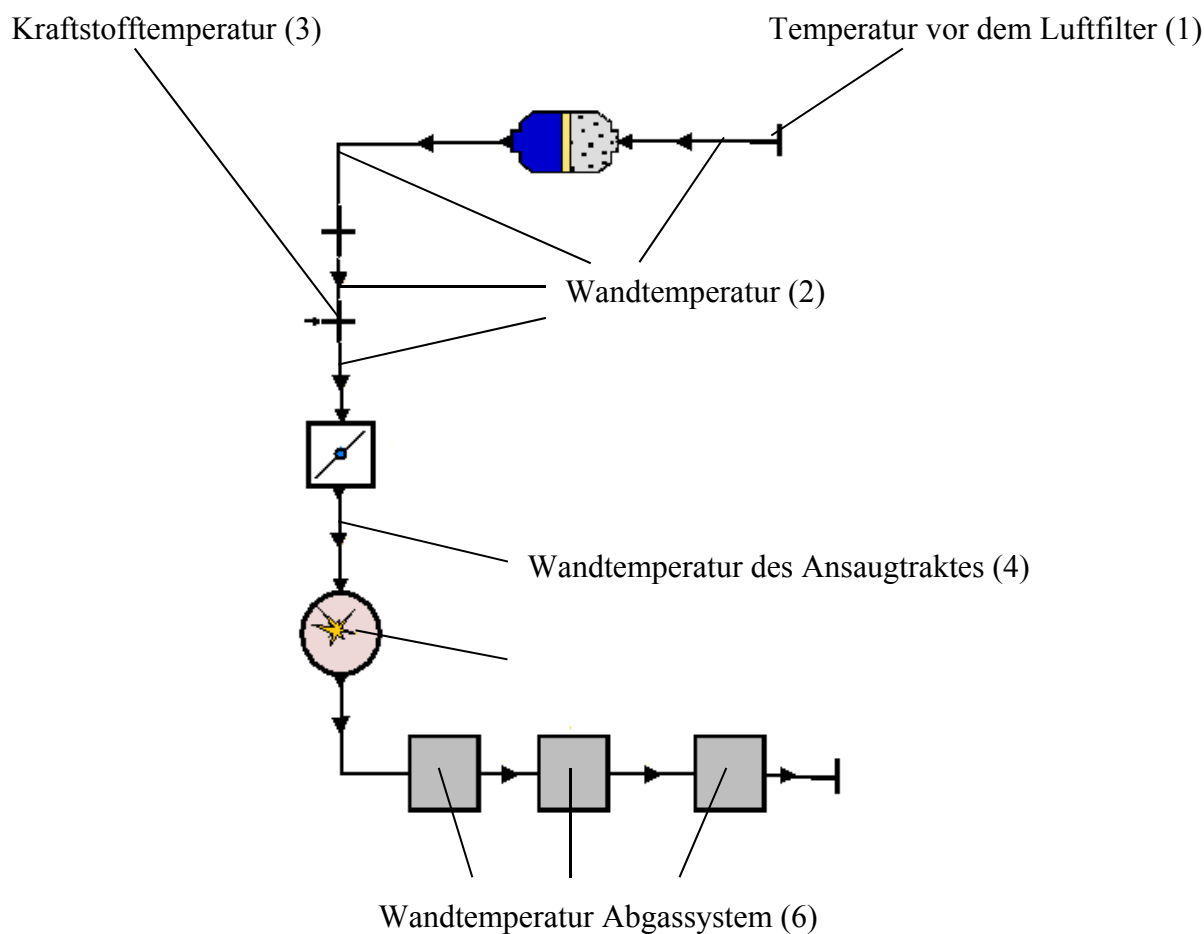 Kraftstofftemperatur (3)
Temperatur vor dem Luftfilter (1)
Wandtemperatur (2)
Wandtemperatur des Ansaugtraktes (4)
Wandtemperatur Abgassystem (6)